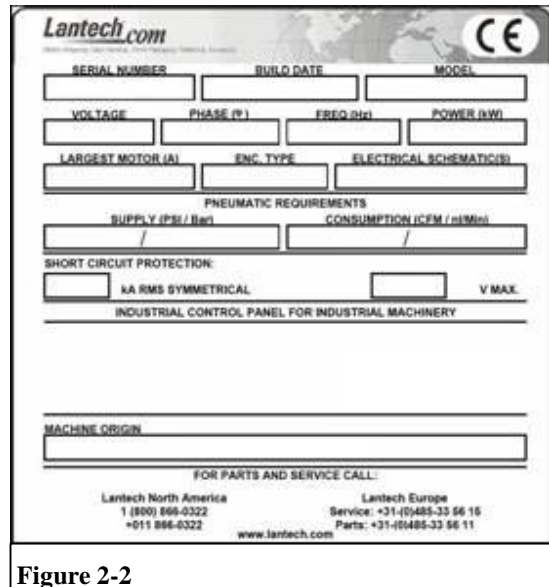 Lantech.com
CE
SERIAL NUMBER BUILD DATE MODEL
VOLTAGE PHASE (º) FREQ (Hz) POWER (kW)
LARGEST MOTOR (A) ENC. TYPE ELECTRICAL SCHEMATIC(S)
PNEUMATIC REQUIREMENTS
SUPPLY (PSI / Bar) CONSUMPTION (CFM / nl/Min)
/ /
SHORT CIRCUIT PROTECTION:
kA RMS SYMMETRICAL V MAX.
INDUSTRIAL CONTROL PANEL FOR INDUSTRIAL MACHINERY
MACHINE ORIGIN
FOR PARTS AND SERVICE CALL:
Lantech North America Lantech Europe
1 (800) 866-0322 Service: +31-(0)485-33 56 15
+011 866-0322 Parts: +31-(0)485-33 56 11
www.lantech.com
Figure 2-2